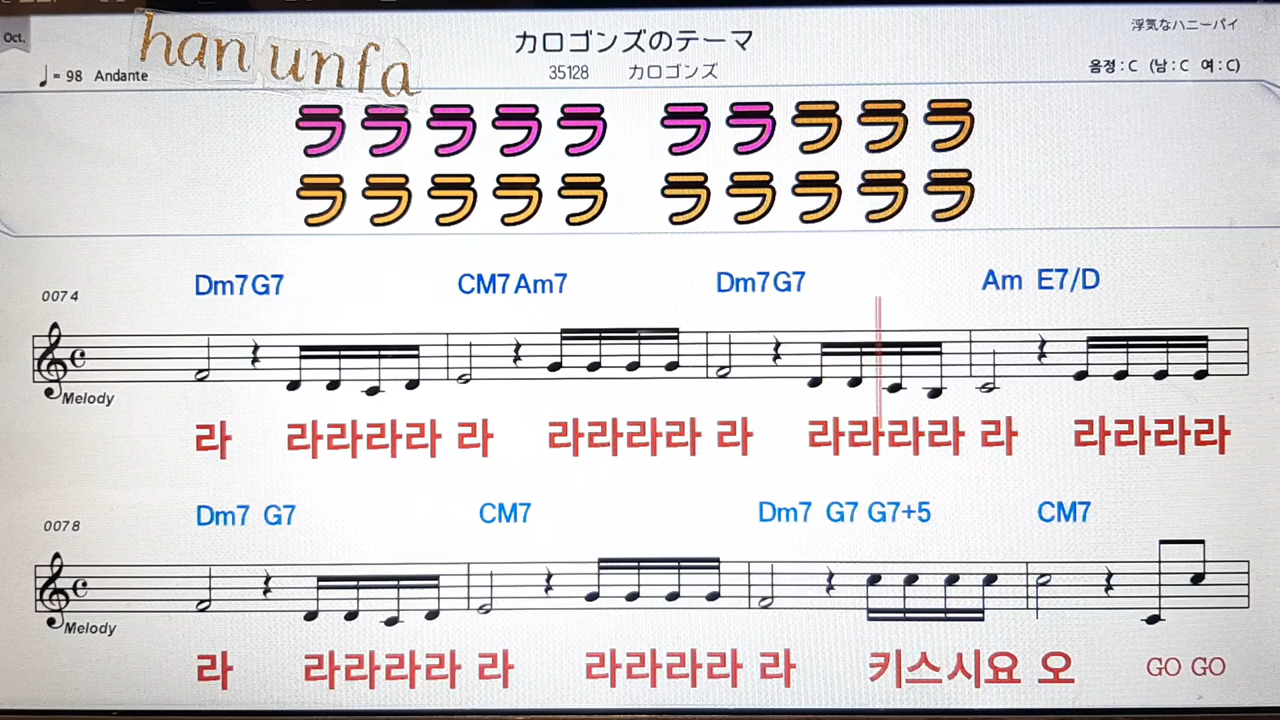 Oct.
han unfa
カロゴンズのテーマ
浮気なハニーパイ
♩= 98 Andante
35128 カロゴンズ
음정:C (남:C 여:C)
ラララララ ラララララ
ラララララ ラララララ
Dm7 G7 CM7 Am7 Dm7 G7 Am E7/D
0074
Melody
라 라라라라 라 라라라라 라 라라라라 라 라라라라
Dm7 G7 CM7 Dm7 G7 G7+5 CM7
0078
Melody
라 라라라라 라 라라라라 라 키스시요 오 GO GO